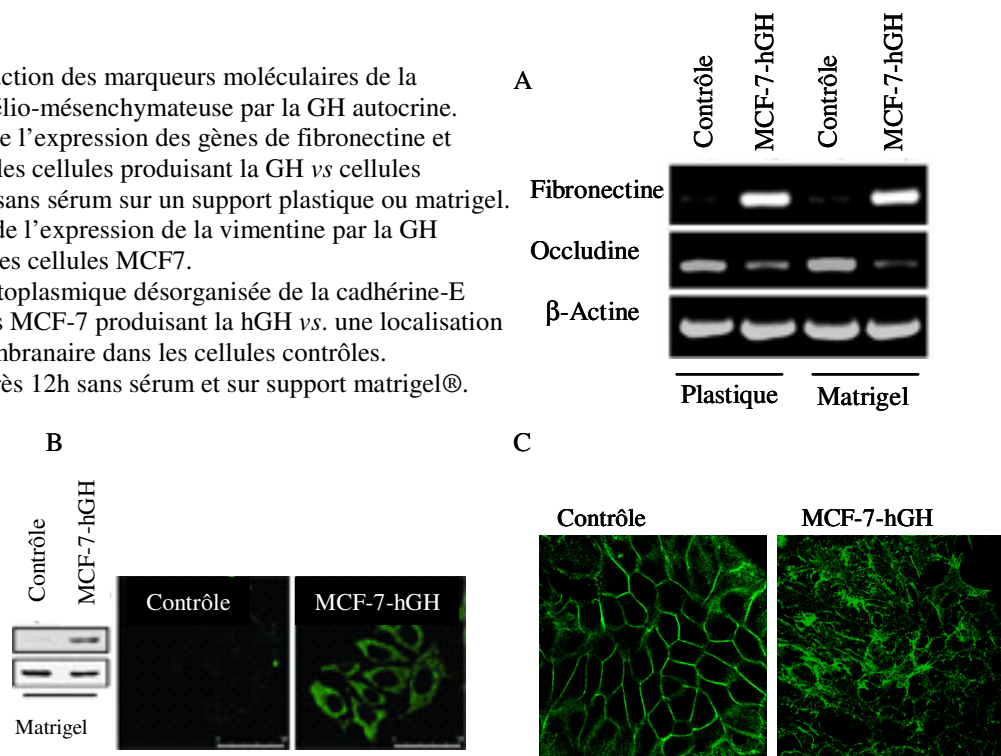 ction des marqueurs moléculaires de la
élio-mésenchymateuse par la GH autocrine.
e l'expression des gènes de fibronectine et
les cellules produisant la GH vs cellules
sans sérum sur un support plastique ou matrigel.
de l'expression de la vimentine par la GH
es cellules MCF7.
toplasmique désorganisée de la cadhérine-E
s MCF-7 produisant la hGH vs. une localisation
mbranaire dans les cellules contrôles.
rès 12h sans sérum et sur support matrigel®.
A
Contrôle
MCF-7-hGH
Contrôle
MCF-7-hGH
Fibronectine
Occludine
β-Actine
Plastique
Matrigel
B
Contrôle
MCF-7-hGH
Contrôle
MCF-7-hGH
Matrigel
C
Contrôle
MCF-7-hGH